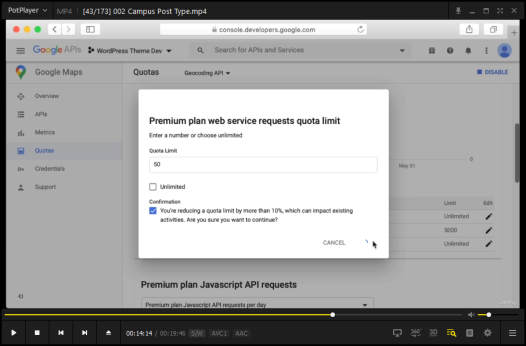 PotPlayer
MP4
[43/173] 002 Campus Post Type.mp4
console.developers.google.com
Google APIs
WordPress Theme Dev
Search for APIs and Services
Google Maps
Quotas
Geocoding API
DISABLE
Overview
APIs
Metrics
Quotas
Credentials
Support
Premium plan web service requests quota limit
Enter a number or choose unlimited
Quota Limit
50
Unlimited
Confirmation
You're reducing a quota limit by more than 10%, which can impact existing
activities. Are you sure you want to continue?
CANCEL
0
May 01
Limit Edit
Unlimited
5000
Unlimited
Premium plan Javascript API requests
Premium plan Javascript API requests per day
00:14:14 / 00:19:46 S/W AVC1 AAC
360°
3D